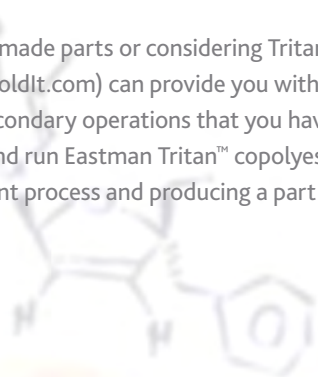 made parts or considering Tritan
oldIt.com) can provide you with
condary operations that you hav
nd run Eastman Tritan™ copolyes
nt process and producing a part
H
H